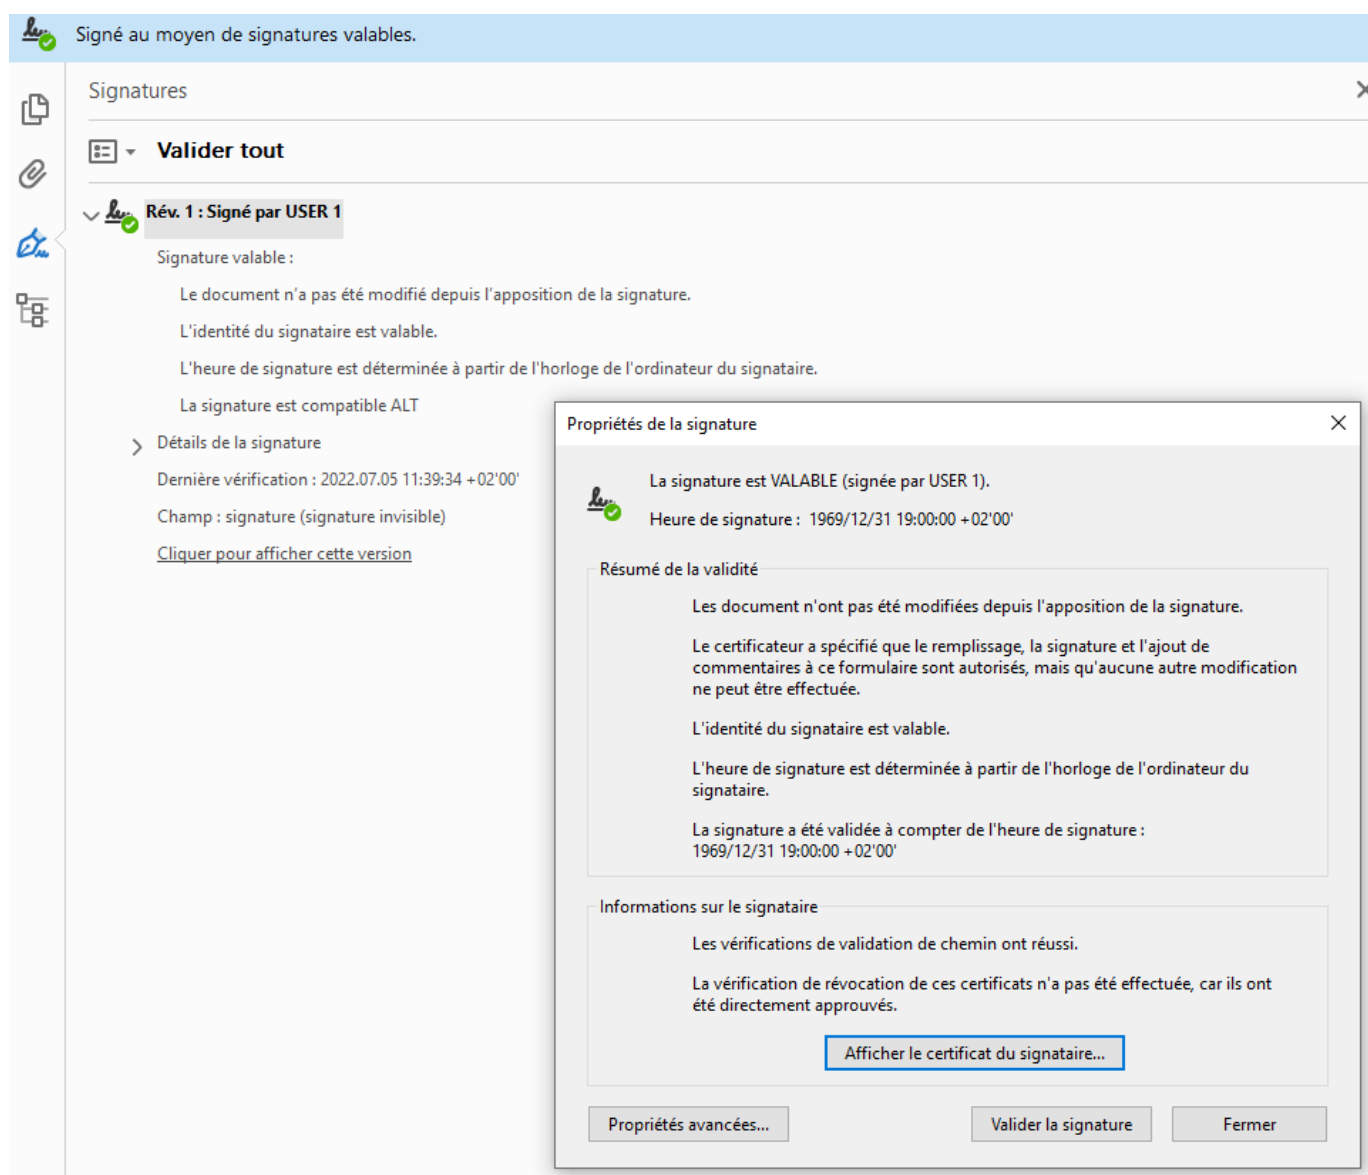 Signé au moyen de signatures valables.
Signatures
Valider tout
Rév. 1 : Signé par USER 1
Signature valable :
Le document n'a pas été modifié depuis l'apposition de la signature.
L'identité du signataire est valable.
L'heure de signature est déterminée à partir de l'horloge de l'ordinateur du signataire.
La signature est compatible ALT
Détails de la signature
Dernière vérification : 2022.07.05 11:39:34 +02'00'
Champ : signature (signature invisible)
Cliquer pour afficher cette version
Propriétés de la signature
La signature est VALABLE (signée par USER 1).
Heure de signature : 1969/12/31 19:00:00 +02'00'
Résumé de la validité
Les document n'ont pas été modifiées depuis l'apposition de la signature.
Le certificateur a spécifié que le remplissage, la signature et l'ajout de
commentaires à ce formulaire sont autorisés, mais qu'aucune autre modification
ne peut être effectuée.
L'identité du signataire est valable.
L'heure de signature est déterminée à partir de l'horloge de l'ordinateur du
signataire.
La signature a été validée à compter de l'heure de signature :
1969/12/31 19:00:00 +02'00'
Informations sur le signataire
Les vérifications de validation de chemin ont réussi.
La vérification de révocation de ces certificats n'a pas été effectuée, car ils ont
été directement approuvés.
Afficher le certificat du signataire...
Propriétés avancées...
Valider la signature
Fermer